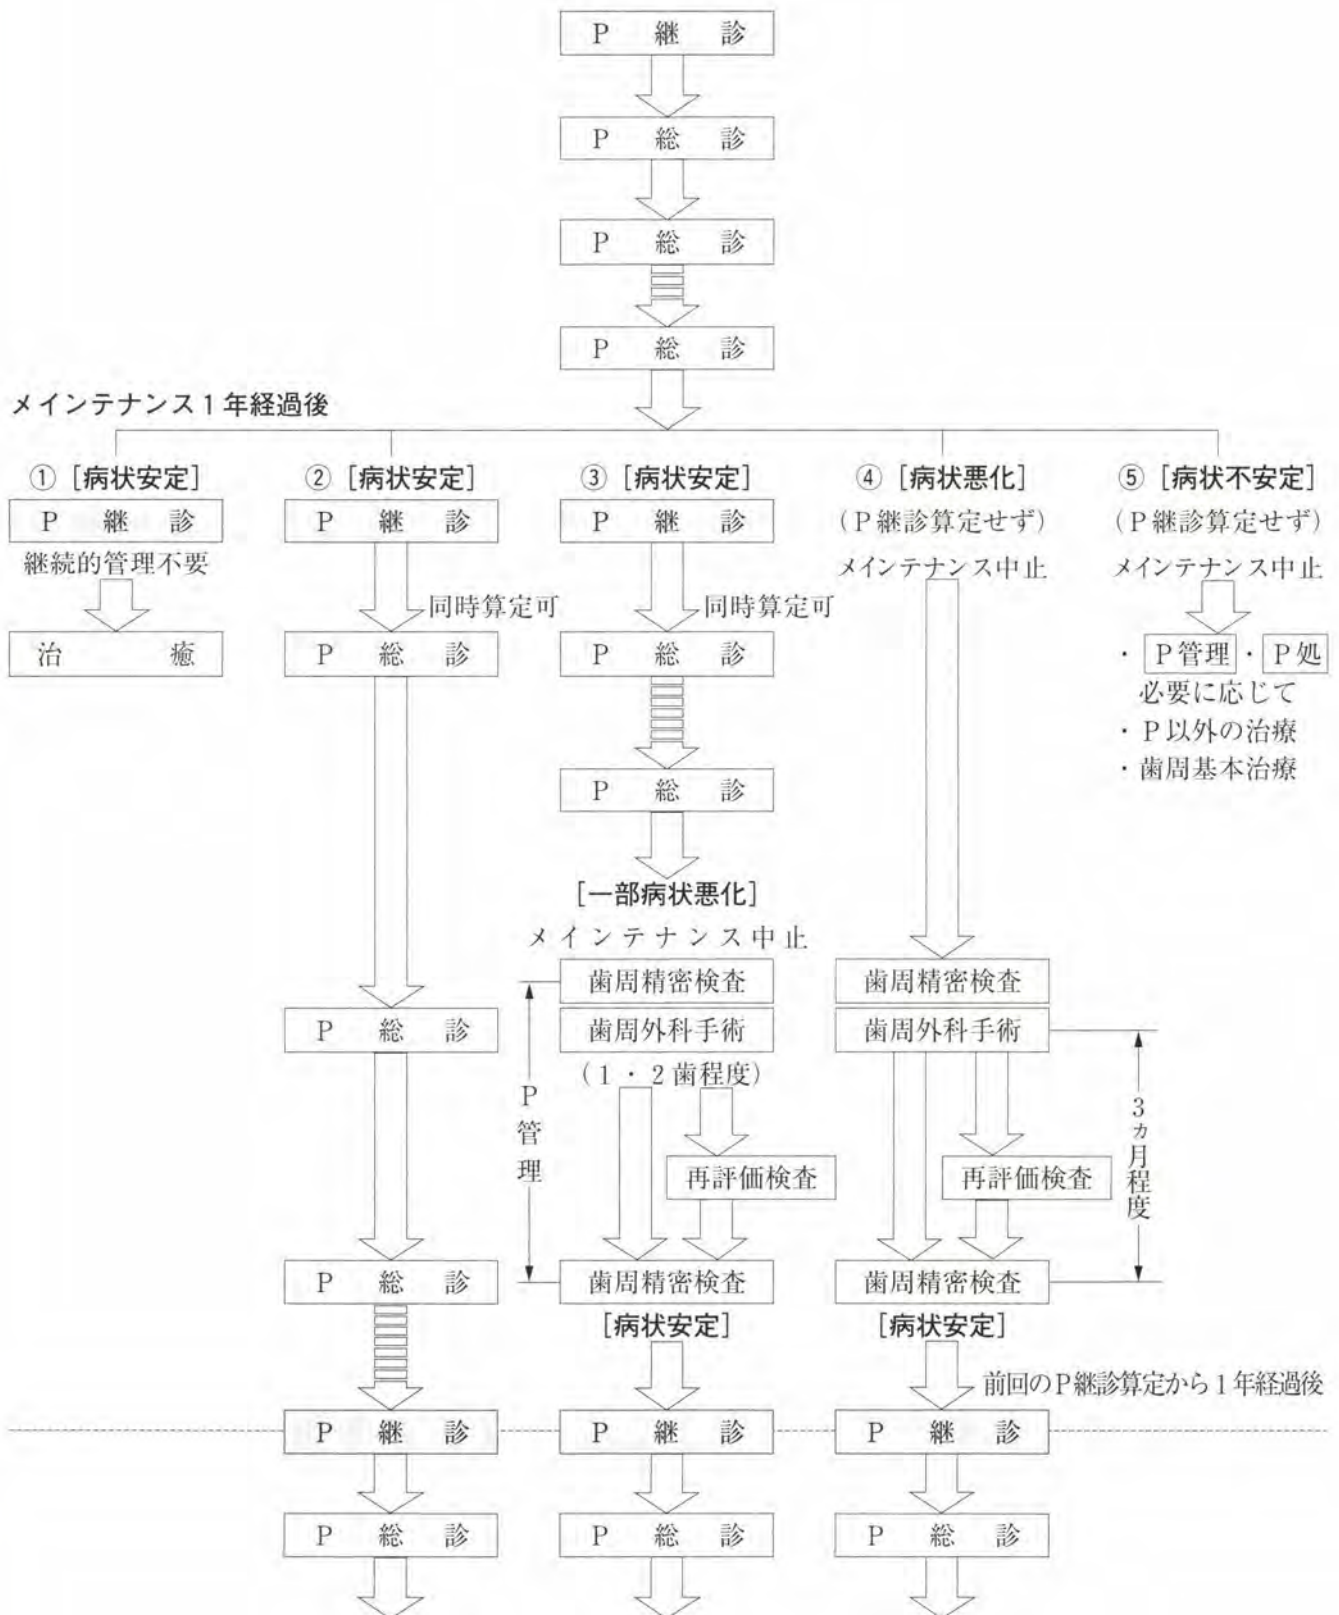 P 継 診
P 総 診
P 総 診
P 総 診
メインテナンス1年経過後
① [病状安定]
P 継 診
継続的管理不要
治 癒
② [病状安定]
P 継 診
同時算定可
P 総 診
P 総 診
P 総 診
P 継 診
P 総 診
③ [病状安定]
P 継 診
同時算定可
P 総 診
P 総 診
[一部病状悪化]
メインテナンス中止
歯周精密検査
歯周外科手術
(1・2歯程度)
P管理
再評価検査
歯周精密検査
[病状安定]
P 継 診
P 総 診
④ [病状悪化]
(P継診算定せず)
メインテナンス中止
歯周精密検査
歯周外科手術
3ヵ月程度
再評価検査
歯周精密検査
[病状安定]
前回のP継診算定から1年経過後
P 継 診
P 総 診
⑤ [病状不安定]
(P継診算定せず)
メインテナンス中止
・P管理・P処
必要に応じて
・P以外の治療
・歯周基本治療